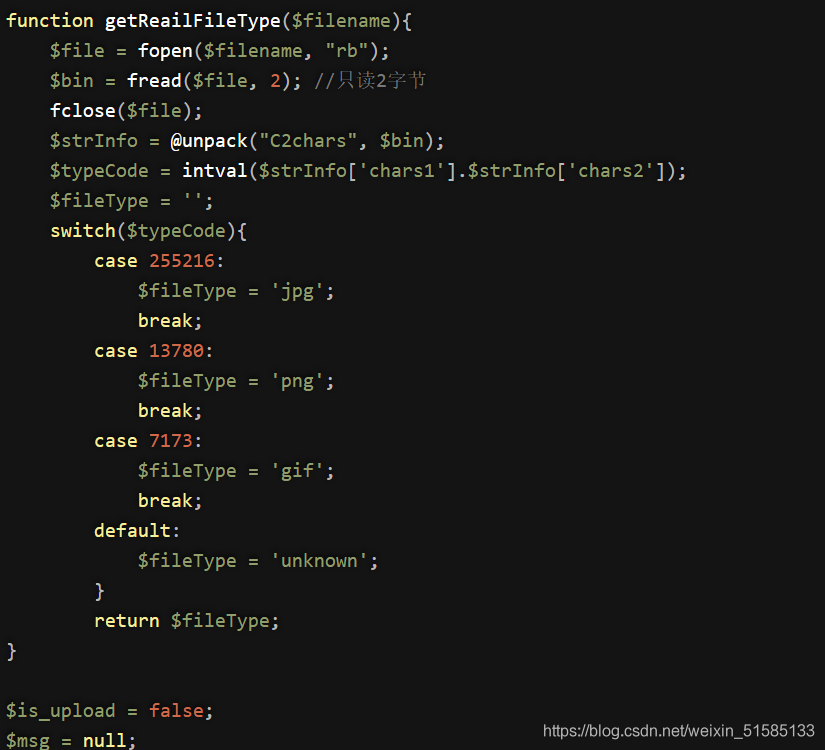 function getReailFileType($filename){
    $file = fopen($filename, "rb");
    $bin = fread($file, 2); //只读2字节
    fclose($file);
    $strInfo = @unpack("C2chars", $bin);
    $typeCode = intval($strInfo['chars1'].$strInfo['chars2']);
    $fileType = '';
    switch($typeCode){
        case 255216:
            $fileType = 'jpg';
            break;
        case 13780:
            $fileType = 'png';
            break;
        case 7173:
            $fileType = 'gif';
            break;
        default:
            $fileType = 'unknown';
        }
        return $fileType;
}

$is_upload = false;
$msg = null;
https://blog.csdn.net/weixin_51585133